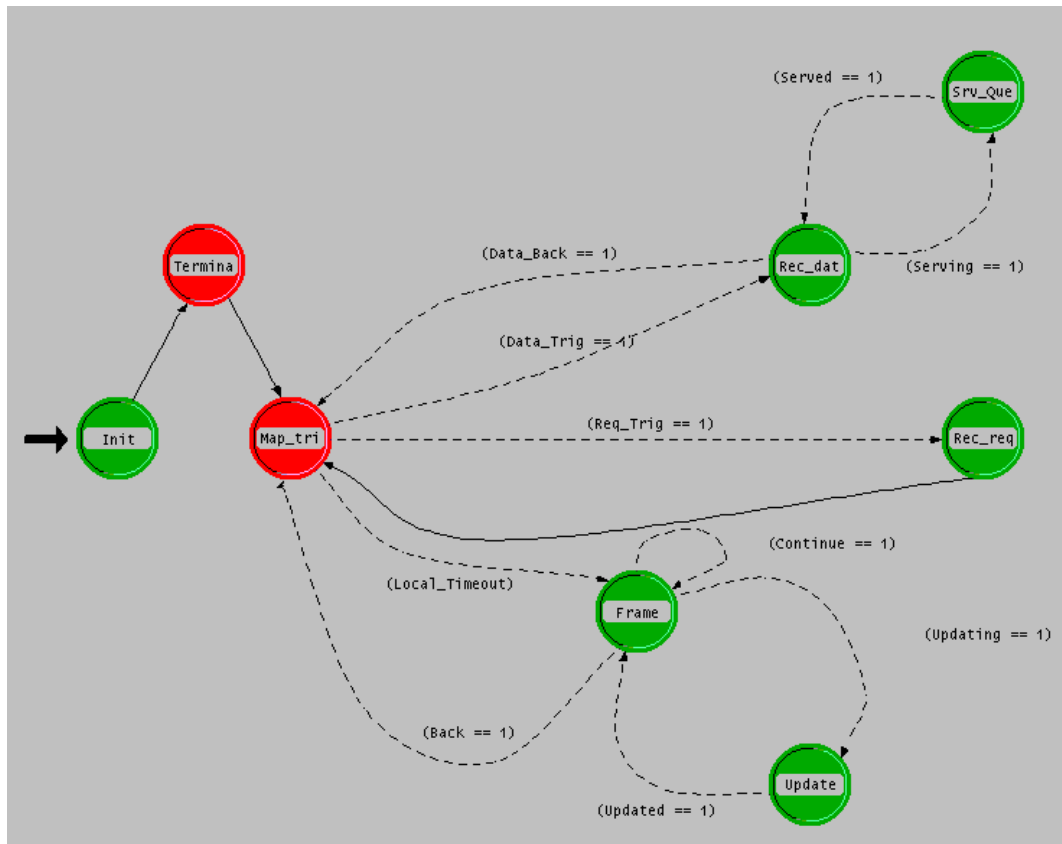 (Served == 1)
Srv_Que
Termina
(Data_Back == 1)
Rec_dat
(Serving == 1)
(Data_Trig == 1)
Init
Map_tri
(Req_Trig == 1)
Rec_req
(Continue == 1)
(Local_Timeout)
Frame
(Updating == 1)
(Back == 1)
Update
(Updated == 1)